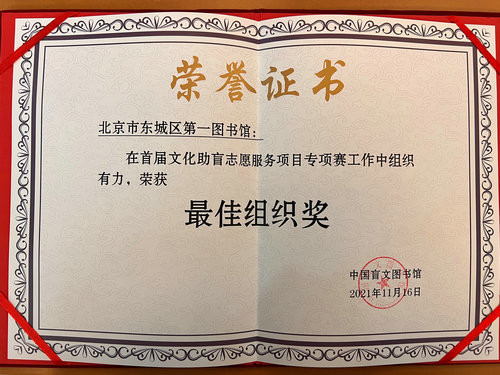 荣誉证书
北京市东城区第一图书馆：
在首届文化助盲志愿服务项目专项赛工作中组织
有力，荣获
最佳组织奖
中国盲文图书馆
2021年11月16日